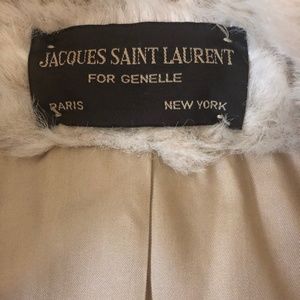 JACQUES SAINT LAURENT
FOR GENELLE
PARIS NEW YORK